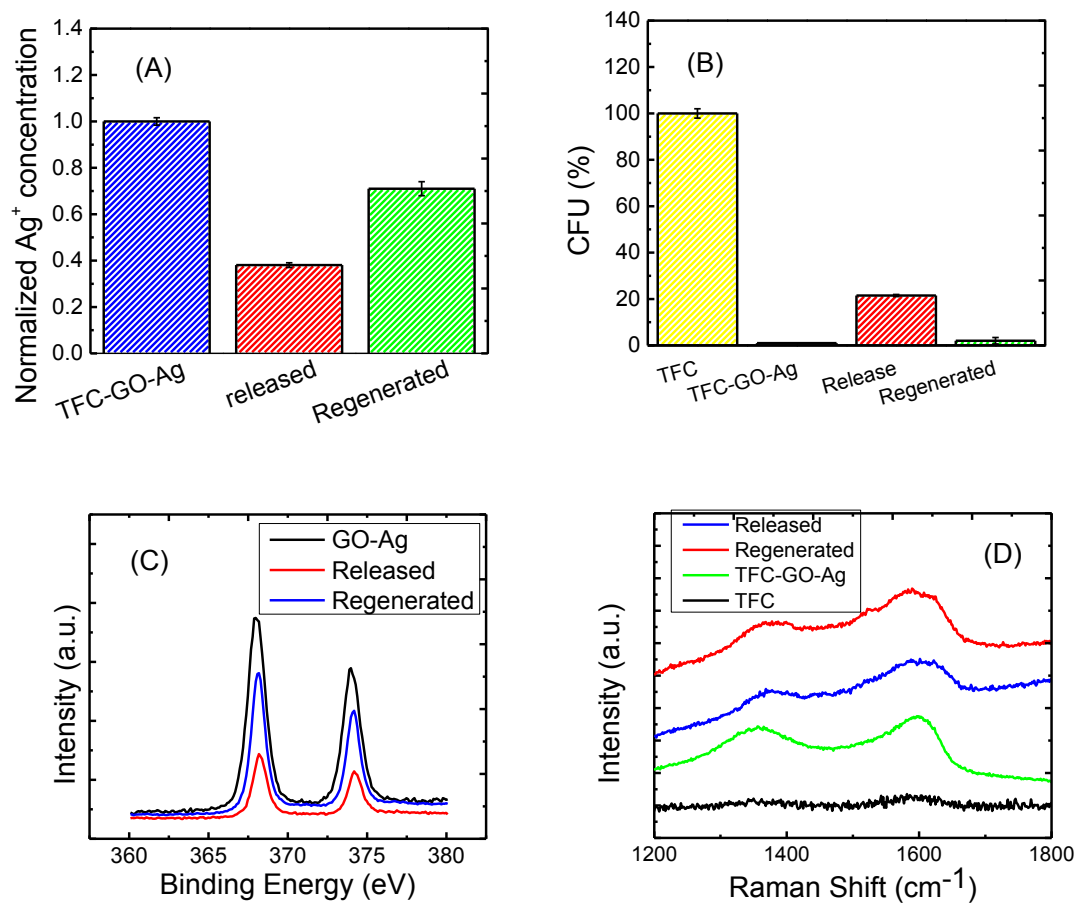 (A)
Normalized Ag+ concentration
1.4
1.2
1.0
0.8
0.6
0.4
0.2
0.0
TFC-GO-Ag
released
Regenerated
(B)
CFU (%)
140
120
100
80
60
40
20
0
TFC
TFC-GO-Ag
Release
Regenerated
(C)
GO-Ag
Released
Regenerated
Intensity (a.u.)
360 365 370 375 380
Binding Energy (eV)
(D)
Released
Regenerated
TFC-GO-Ag
TFC
Intensity (a.u.)
1200 1400 1600 1800
Raman Shift (cm-1)